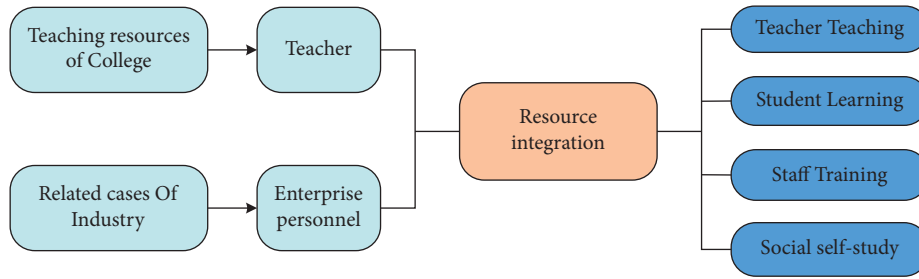 Teaching resources
of College
Teacher
Related cases Of
Industry
Enterprise
personnel
Resource
integration
Teacher Teaching
Student Learning
Staff Training
Social self-study